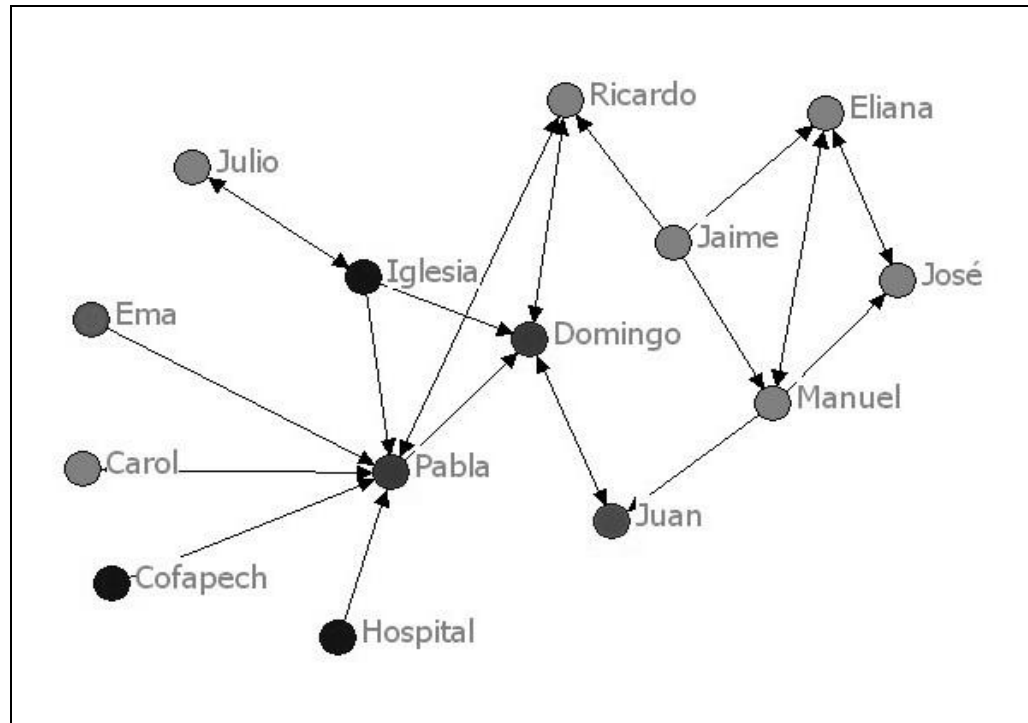 Ricardo
Eliana
Julio
Jaime
Iglesia
José
Ema
Domingo
Manuel
Carol
Pabla
Juan
Cofapech
Hospital